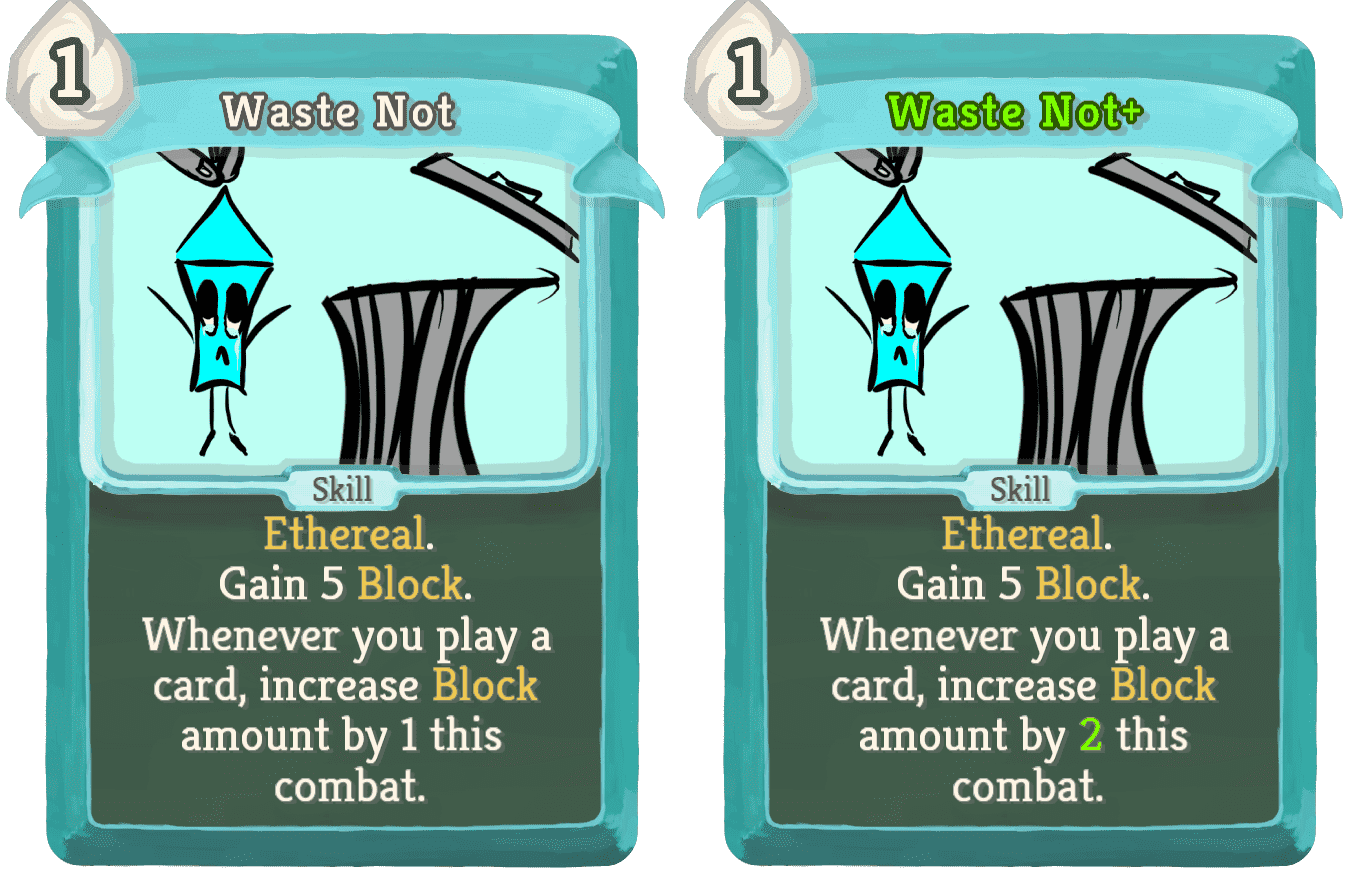 1
Waste Not
Skill
Ethereal.
Gain 5 Block.
Whenever you play a
card, increase Block
amount by 1 this
combat.
1
Waste Not+
Skill
Ethereal.
Gain 5 Block.
Whenever you play a
card, increase Block
amount by 2 this
combat.